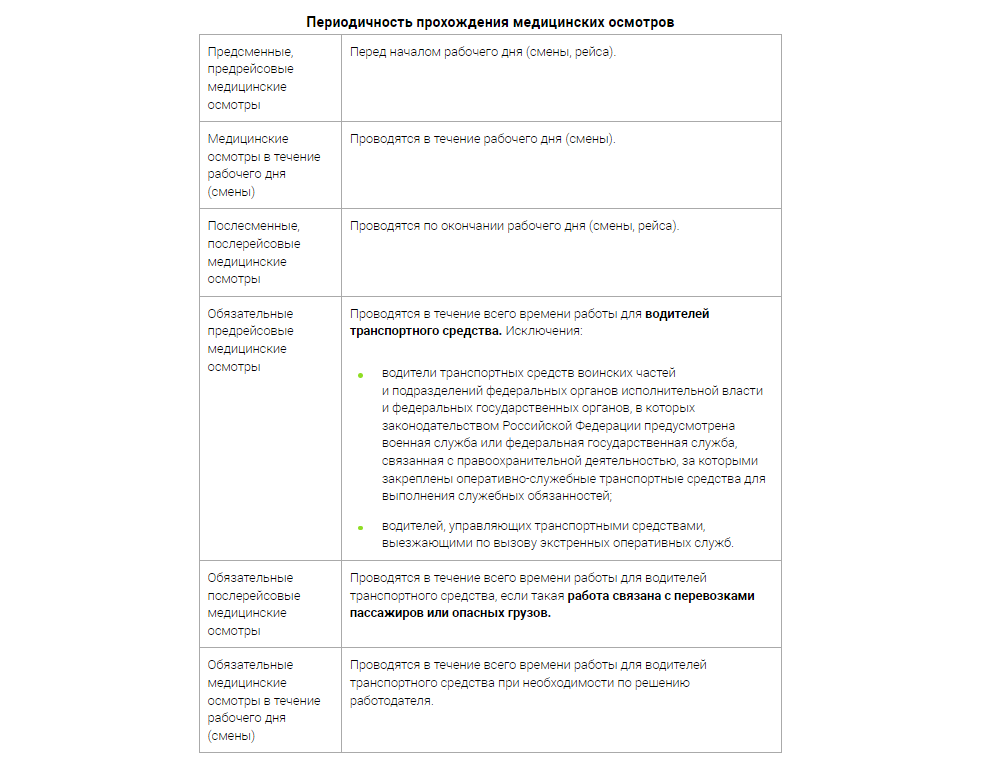 Периодичность прохождения медицинских осмотров
Предсменные,
предрейсовые
медицинские
осмотры
Перед началом рабочего дня (смены, рейса).
Медицинские
осмотры в течение
рабочего дня
(смены)
Проводятся в течение рабочего дня (смены).
Послесменные,
послерейсовые
медицинские
осмотры
Проводятся по окончании рабочего дня (смены, рейса).
Обязательные
предрейсовые
медицинские
осмотры
Проводятся в течение всего времени работы для водителей
транспортного средства. Исключения:
водители транспортных средств воинских частей
и подразделений федеральных органов исполнительной власти
и федеральных государственных органов, в которых
законодательством Российской Федерации предусмотрена
военная служба или федеральная государственная служба,
связанная с правоохранительной деятельностью, за которыми
закреплены оперативно-служебные транспортные средства для
выполнения служебных обязанностей;
водителей, управляющих транспортными средствами,
выезжающими по вызову экстренных оперативных служб.
Обязательные
послерейсовые
медицинские
осмотры
Проводятся в течение всего времени работы для водителей
транспортного средства, если такая работа связана с перевозками
пассажиров или опасных грузов.
Обязательные
медицинские
осмотры в течение
рабочего дня
(смены)
Проводятся в течение всего времени работы для водителей
транспортного средства при необходимости по решению
работодателя.